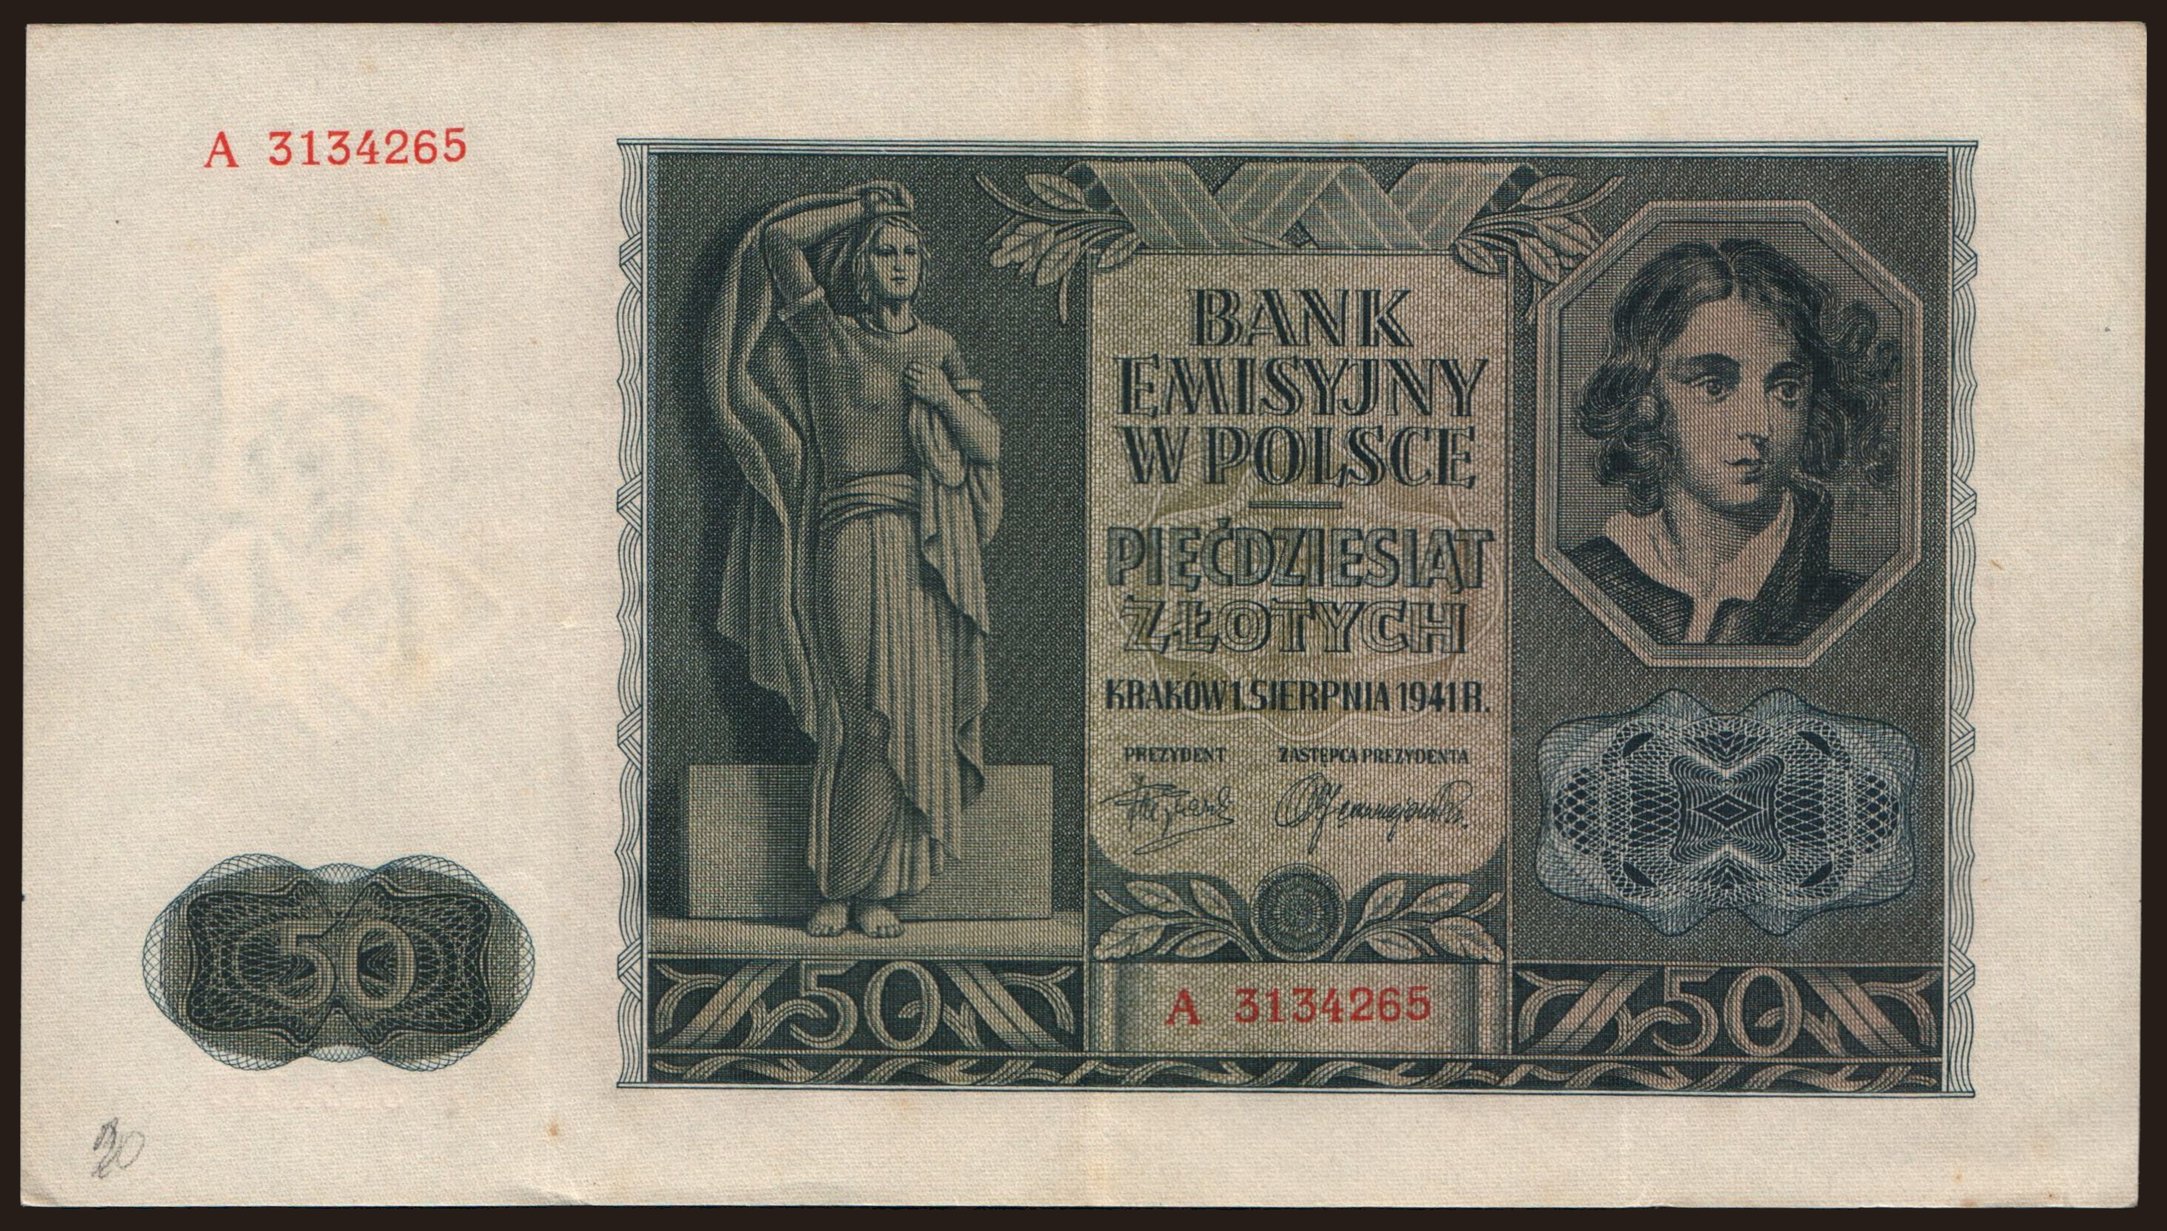 A 3134265
BANK
EMISYJNY
W POLSCE
PIĘĆDZIESIĄT
ZŁOTYCH
KRAKÓW 1. SIERPNIA 1941 R.
PREZYDENT ZASTĘPCA PREZYDENTA
50
50 A 3134265 50